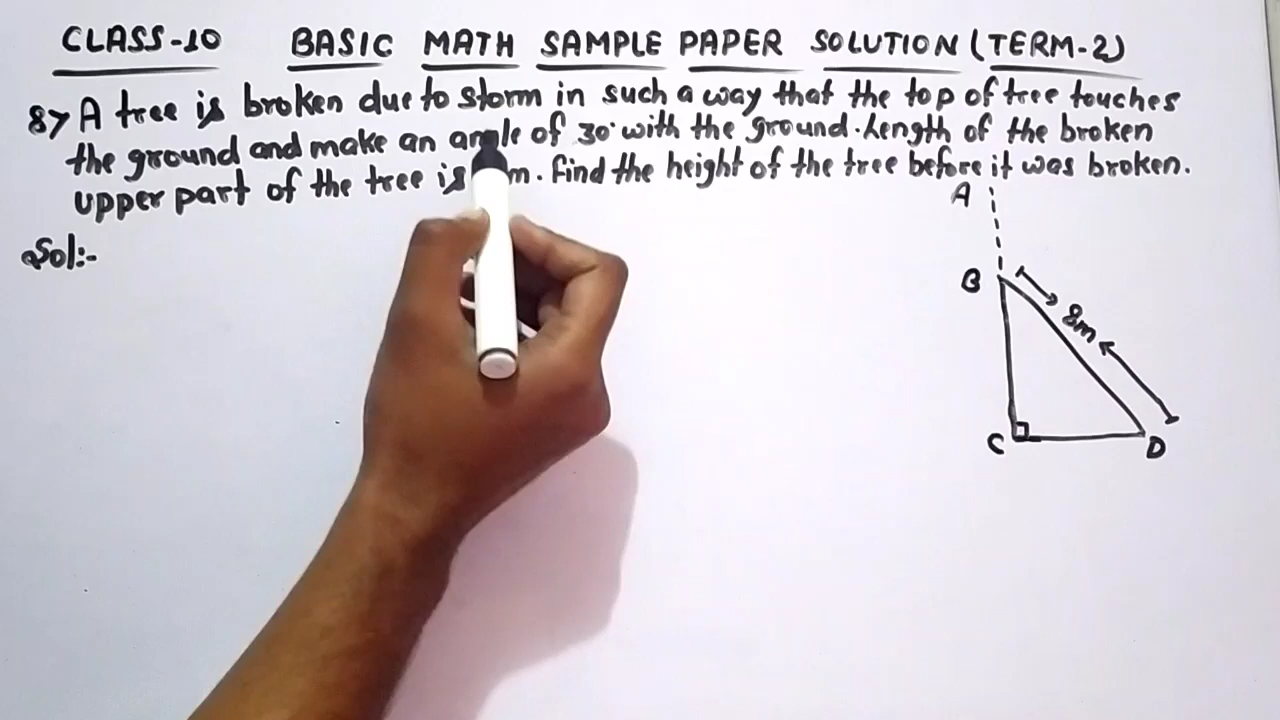 CLASS-10 BASIC MATH SAMPLE PAPER SOLUTION (TERM-2)
8> A tree is broken due to storm in such a way that the top of tree touches
the ground and make an angle of 30° with the ground. Length of the broken
upper part of the tree is m. Find the height of the tree before it was broken.
Sol:-
A
B
8m
C
D